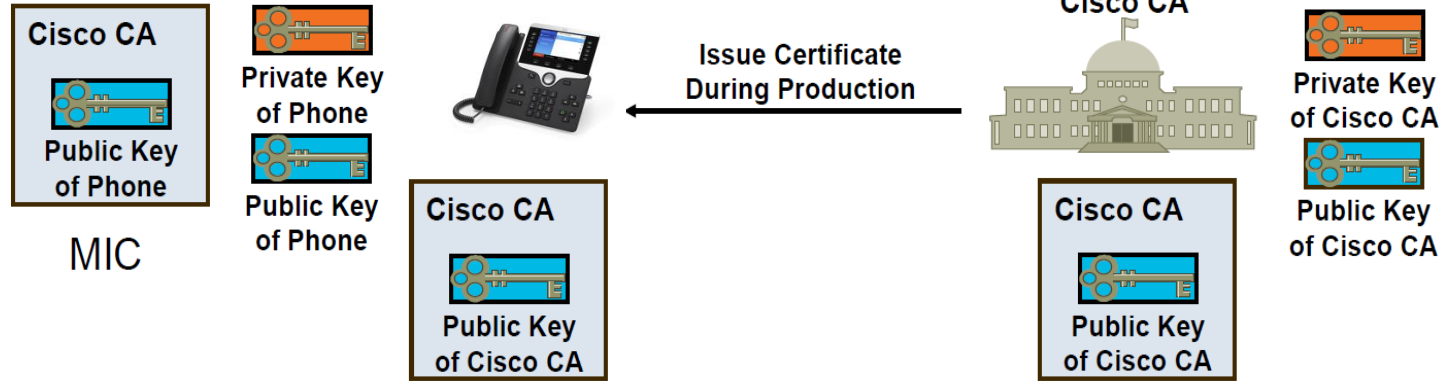 Cisco CA
Public Key
of Phone
MIC
Private Key
of Phone
Public Key
of Phone
Cisco CA
Public Key
of Cisco CA
Issue Certificate
During Production
Cisco CA
Cisco CA
Public Key
of Cisco CA
Private Key
of Cisco CA
Public Key
of Cisco CA